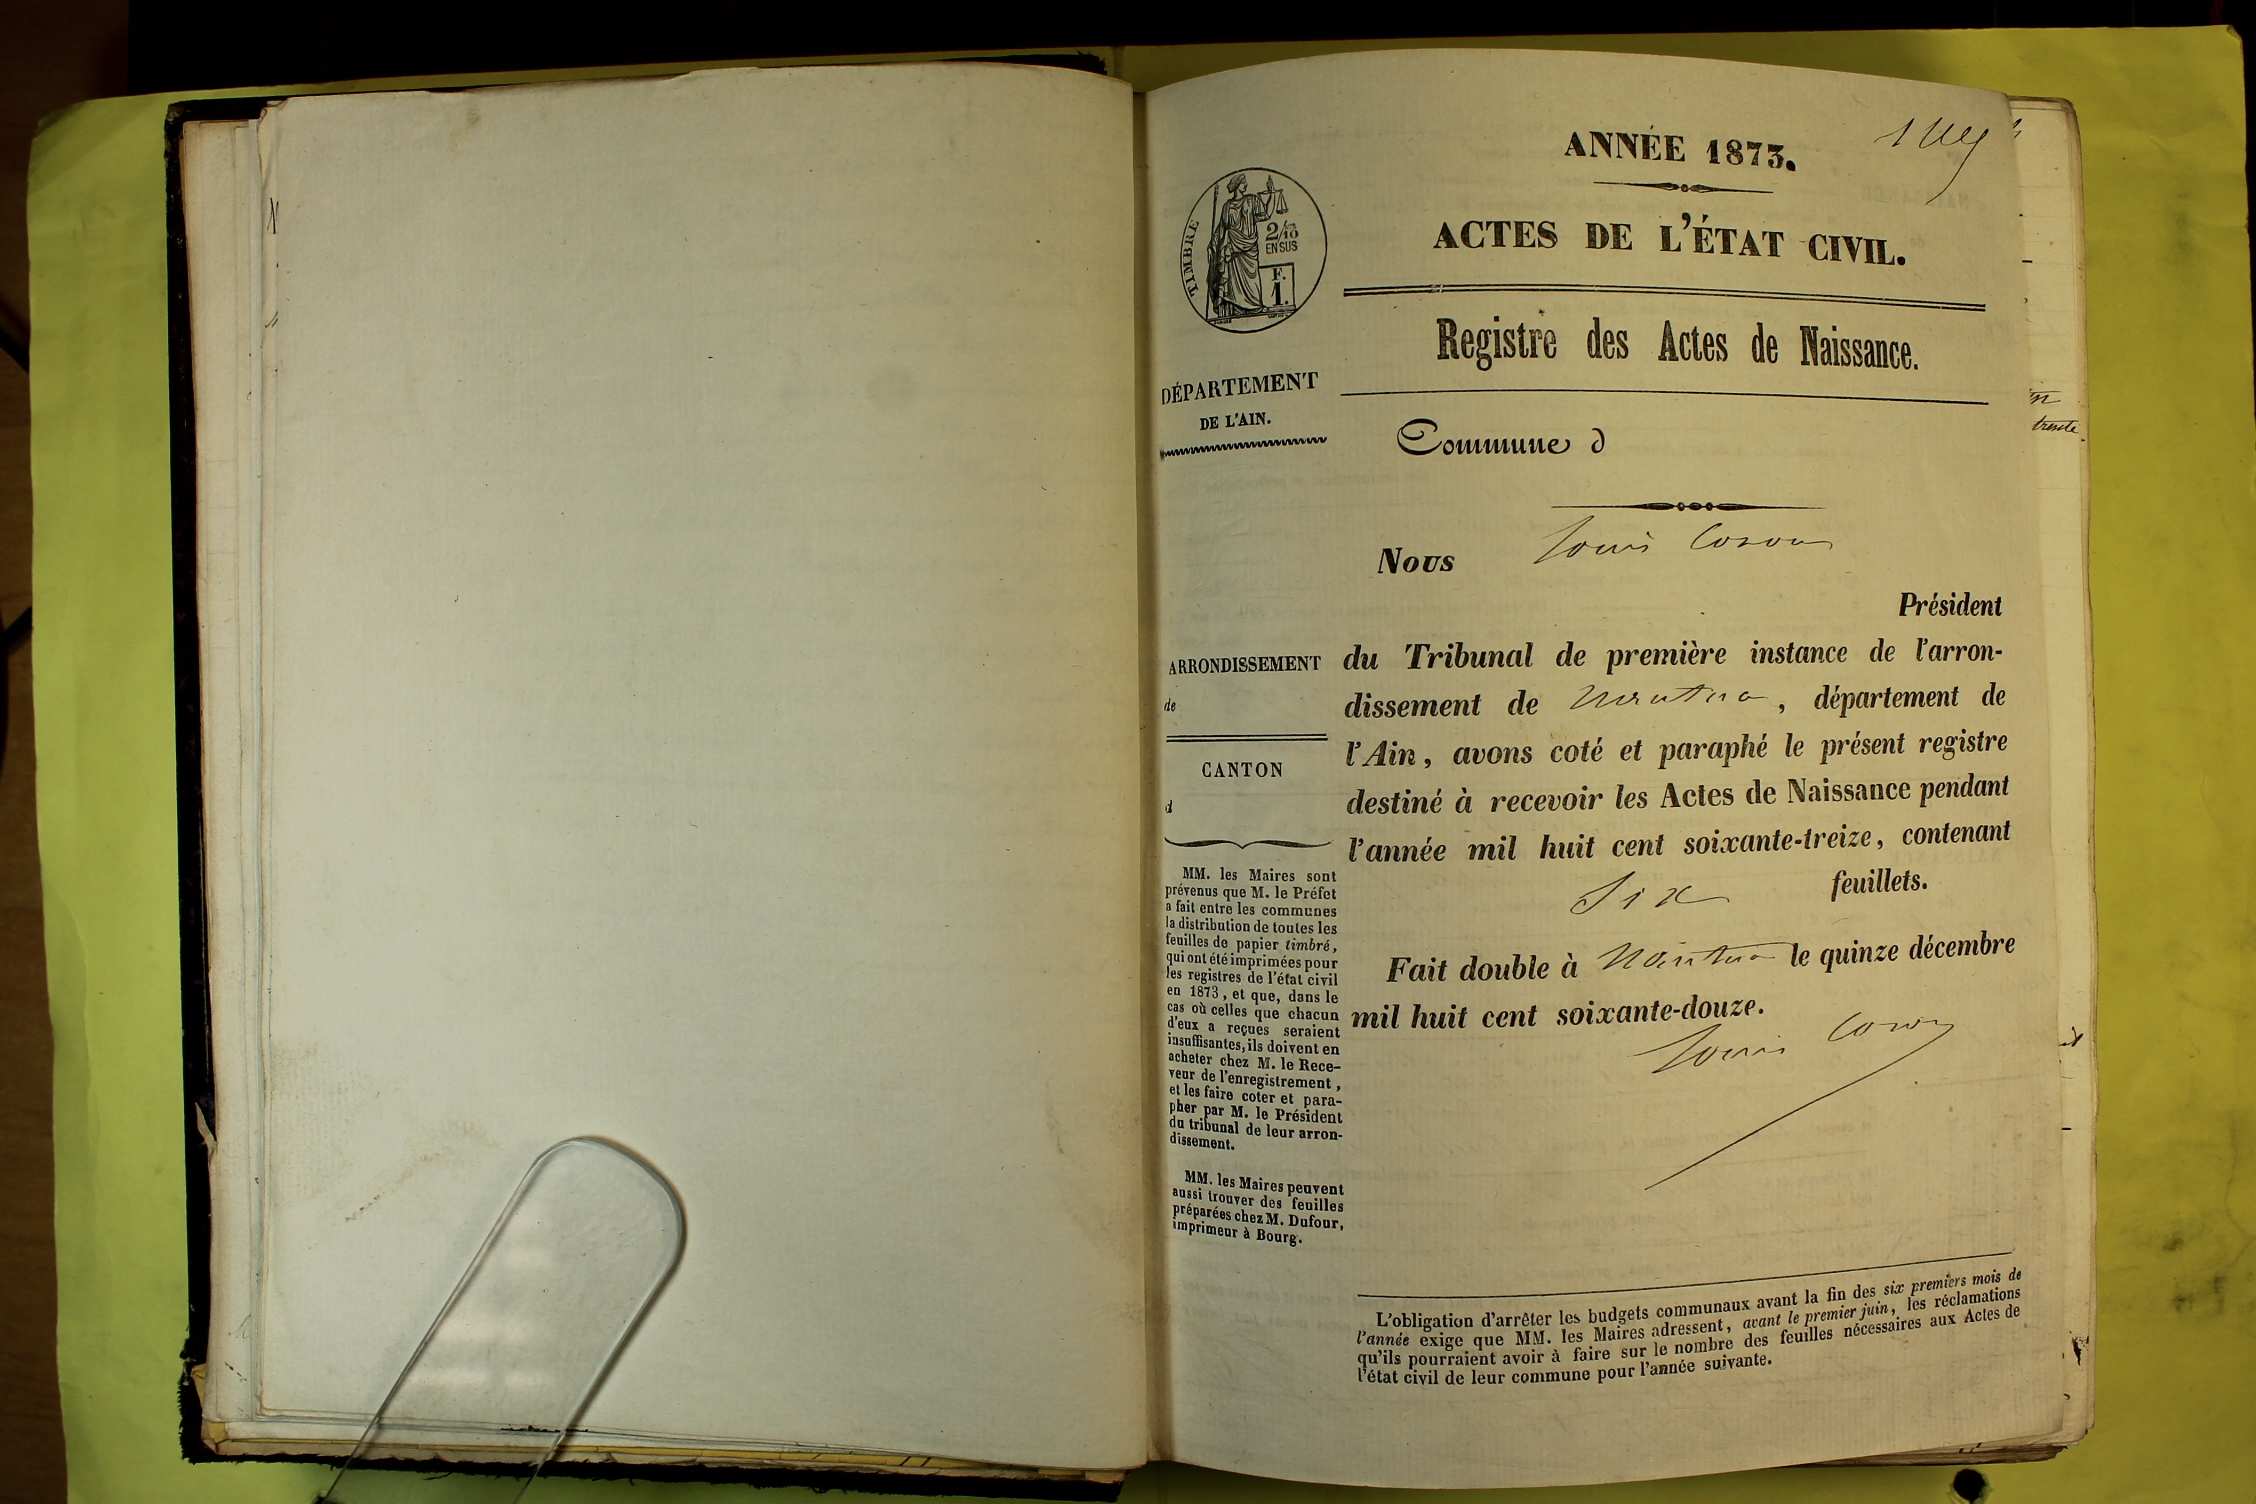 ANNÉE 1873.
ACTES DE L'ÉTAT CIVIL.
Registre des Actes de Naissance.
TIMBRE
2/10
EN SUS
F.
1.
DÉPARTEMENT
DE L'AIN.
Commune d
Nous Louis
Président
du Tribunal de première instance de l'arron-
dissement de Nantua, département de
l'Ain, avons coté et paraphé le présent registre
destiné à recevoir les Actes de Naissance pendant
l'année mil huit cent soixante-treize, contenant
Six feuillets.
Fait double à Nantua le quinze décembre
mil huit cent soixante-douze.
Louis
ARRONDISSEMENT
de
CANTON
d
MM. les Maires sont
prévenus que M. le Préfet
a fait entre les communes
la distribution de toutes les
feuilles de papier timbré,
qui ont été imprimées pour
les registres de l'état civil
en 1873, et que, dans le
cas où celles que chacun
d'eux a reçues seraient
insuffisantes, ils doivent en
acheter chez M. le Rece-
veur de l'enregistrement,
et les faire coter et para-
pher par M. le Président
du tribunal de leur arron-
dissement.
MM. les Maires peuvent
aussi trouver des feuilles
préparées chez M. Dufour,
imprimeur à Bourg.
L'obligation d'arrêter les budgets communaux avant la fin des six premiers mois de
l'année exige que MM. les Maires adressent, avant le premier juin, les réclamations
qu'ils pourraient avoir à faire sur le nombre des feuilles nécessaires aux Actes de
l'état civil de leur commune pour l'année suivante.
trente